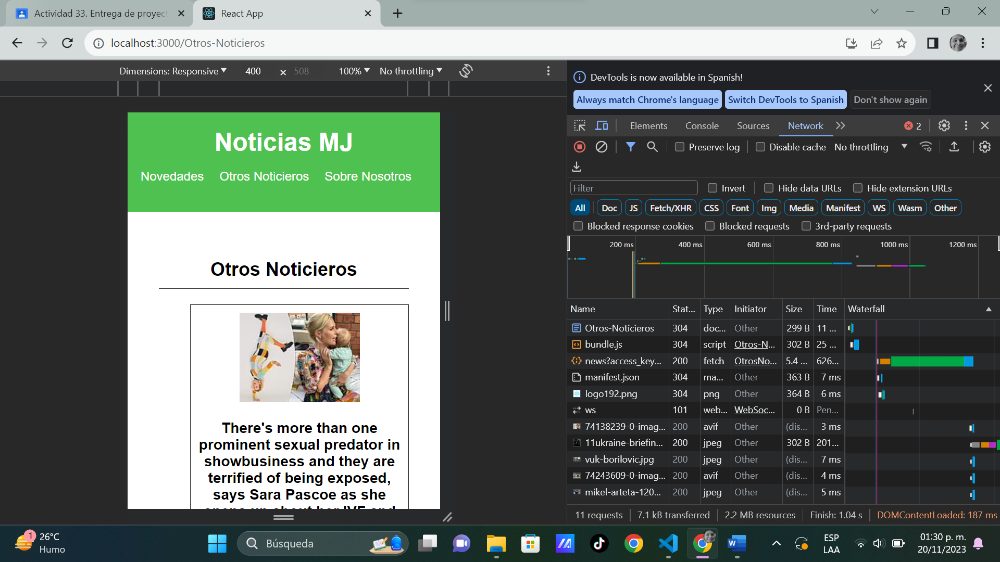 Actividad 33. Entrega de proyect
React App
localhost:3000/Otros-Noticieros
Dimensions: Responsive
400
×
508
100%
No throttling
DevTools is now available in Spanish!
Always match Chrome's language
Switch DevTools to Spanish
Don't show again
Elements
Console
Sources
Network
2
Preserve log
Disable cache
No throttling
Filter
Invert
Hide data URLs
Hide extension URLs
All
Doc
JS
Fetch/XHR
CSS
Font
Img
Media
Manifest
WS
Wasm
Other
Blocked response cookies
Blocked requests
3rd-party requests
200 ms
400 ms
600 ms
800 ms
1000 ms
1200 ms
Name Stat... Type Initiator Size Time Waterfall
Otros-Noticieros 304 doc... Other 299 B 11 ...
bundle.js 304 script Otros-N... 302 B 25 ...
news?access_key... 200 fetch OtrosNo... 5.4 ... 626...
manifest.json 304 ma... Other 363 B 7 ms
logo192.png 304 png Other 364 B 6 ms
ws 101 web... WebSoc... 0 B Pen...
74138239-0-imag... 200 avif Other (dis... 3 ms
11ukraine-briefin... 200 jpeg Other 302 B 201...
vuk-borilovic.jpg 200 jpeg Other (dis... 7 ms
74243609-0-imag... 200 avif Other (dis... 4 ms
mikel-arteta-120... 200 jpeg Other (dis... 5 ms
11 requests
7.1 kB transferred
2.2 MB resources
Finish: 1.04 s
DOMContentLoaded: 187 ms
Noticias MJ
Novedades
Otros Noticieros
Sobre Nosotros
Otros Noticieros
There's more than one
prominent sexual predator in
showbusiness and they are
terrified of being exposed,
says Sara Pascoe as she
opens up about her IVF and
1
26°C
Humo
Búsqueda
ESP
LAA
01:30 p. m.
20/11/2023